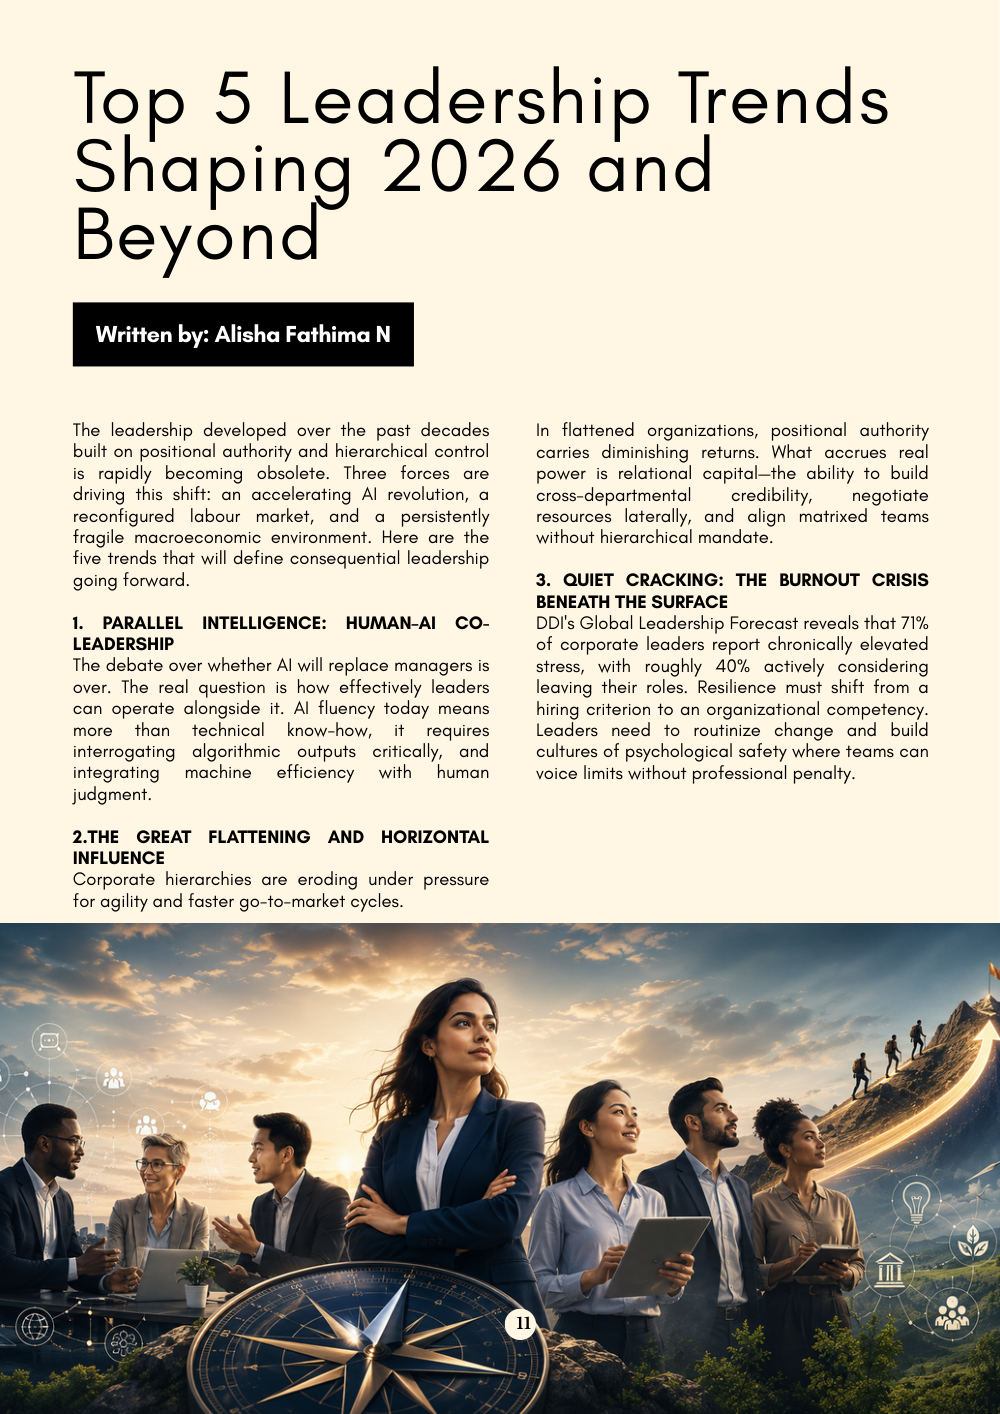 Top 5 Leadership Trends
Shaping 2026 and
Beyond
Written by: Alisha Fathima N
The leadership developed over the past decades
built on positional authority and hierarchical control
is rapidly becoming obsolete. Three forces are
driving this shift: an accelerating AI revolution, a
reconfigured labour market, and a persistently
fragile macroeconomic environment. Here are the
five trends that will define consequential leadership
going forward.
1. PARALLEL INTELLIGENCE: HUMAN-AI CO-
LEADERSHIP
The debate over whether AI will replace managers is
over. The real question is how effectively leaders
can operate alongside it. AI fluency today means
more than technical know-how, it requires
interrogating algorithmic outputs critically, and
integrating machine efficiency with human
judgment.
2.THE GREAT FLATTENING AND HORIZONTAL
INFLUENCE
Corporate hierarchies are eroding under pressure
for agility and faster go-to-market cycles.
In flattened organizations, positional authority
carries diminishing returns. What accrues real
power is relational capital—the ability to build
cross-departmental credibility, negotiate
resources laterally, and align matrixed teams
without hierarchical mandate.
3. QUIET CRACKING: THE BURNOUT CRISIS
BENEATH THE SURFACE
DDI's Global Leadership Forecast reveals that 71%
of corporate leaders report chronically elevated
stress, with roughly 40% actively considering
leaving their roles. Resilience must shift from a
hiring criterion to an organizational competency.
Leaders need to routinize change and build
cultures of psychological safety where teams can
voice limits without professional penalty.
11